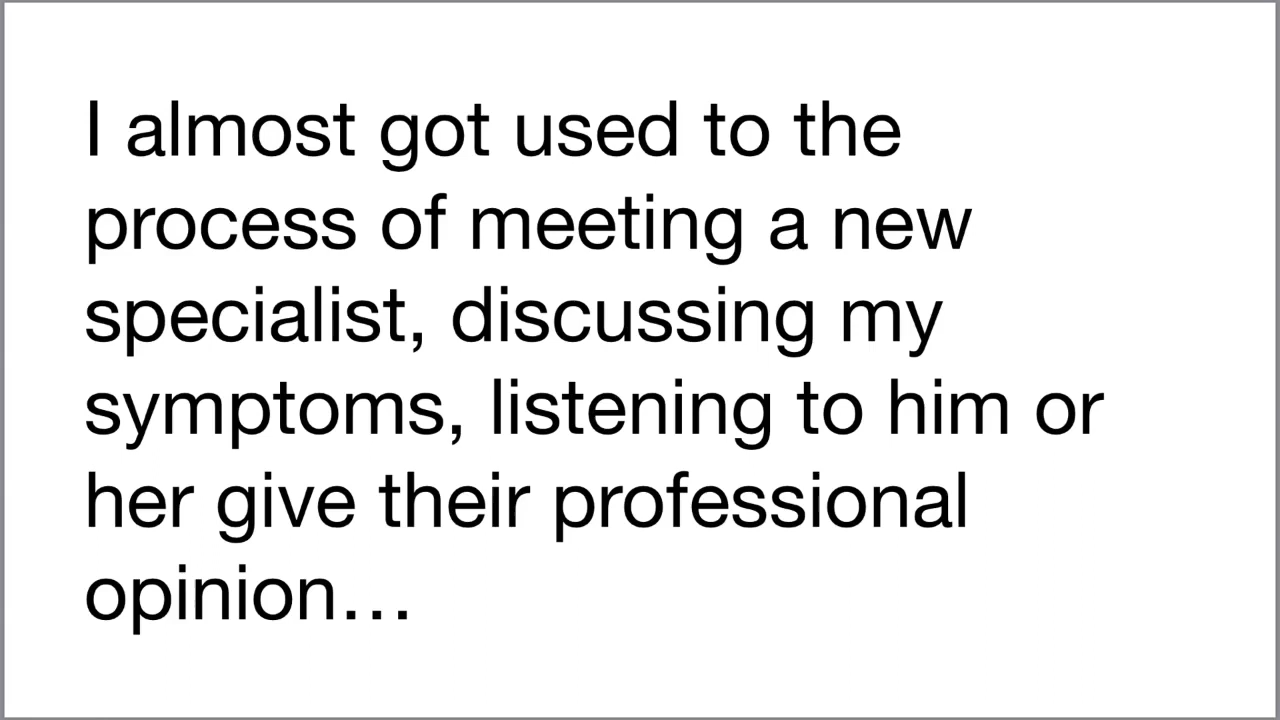 I almost got used to the
process of meeting a new
specialist, discussing my
symptoms, listening to him or
her give their professional
opinion…